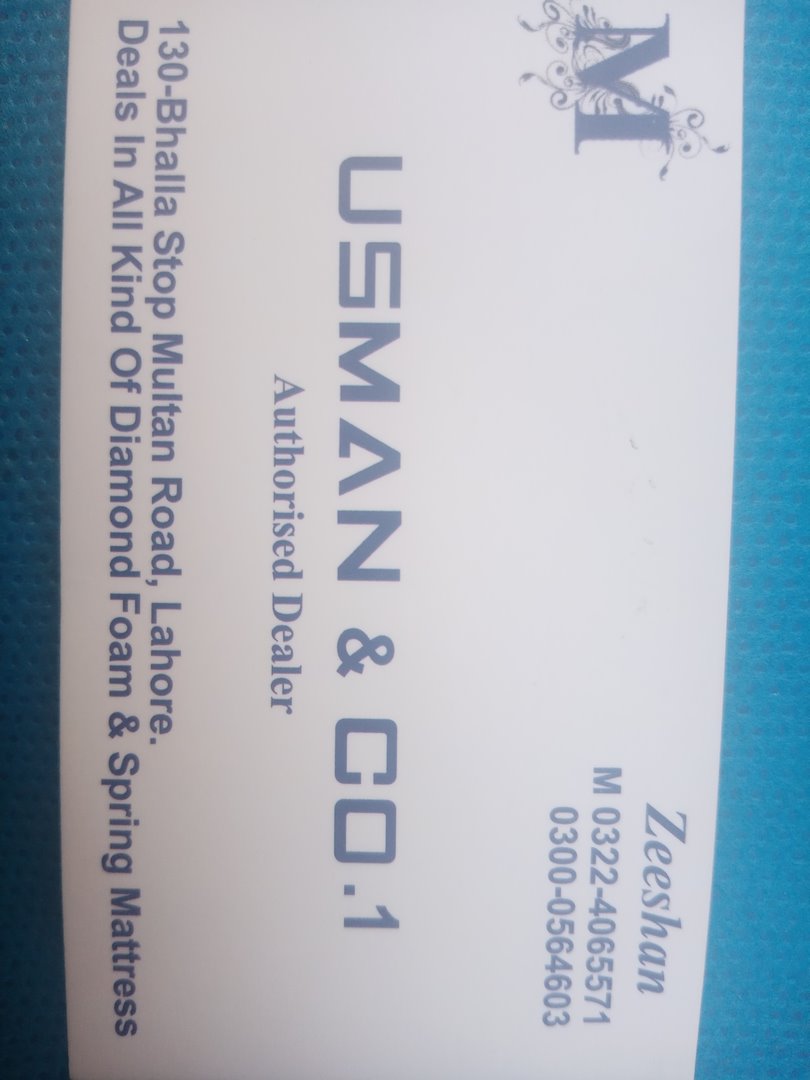 M
Zeeshan
M 0322-4065571
0300-0564603
USMAN & CO.1
Authorised Dealer
130-Bhalla Stop Multan Road, Lahore.
Deals In All Kind Of Diamond Foam & Spring Mattress